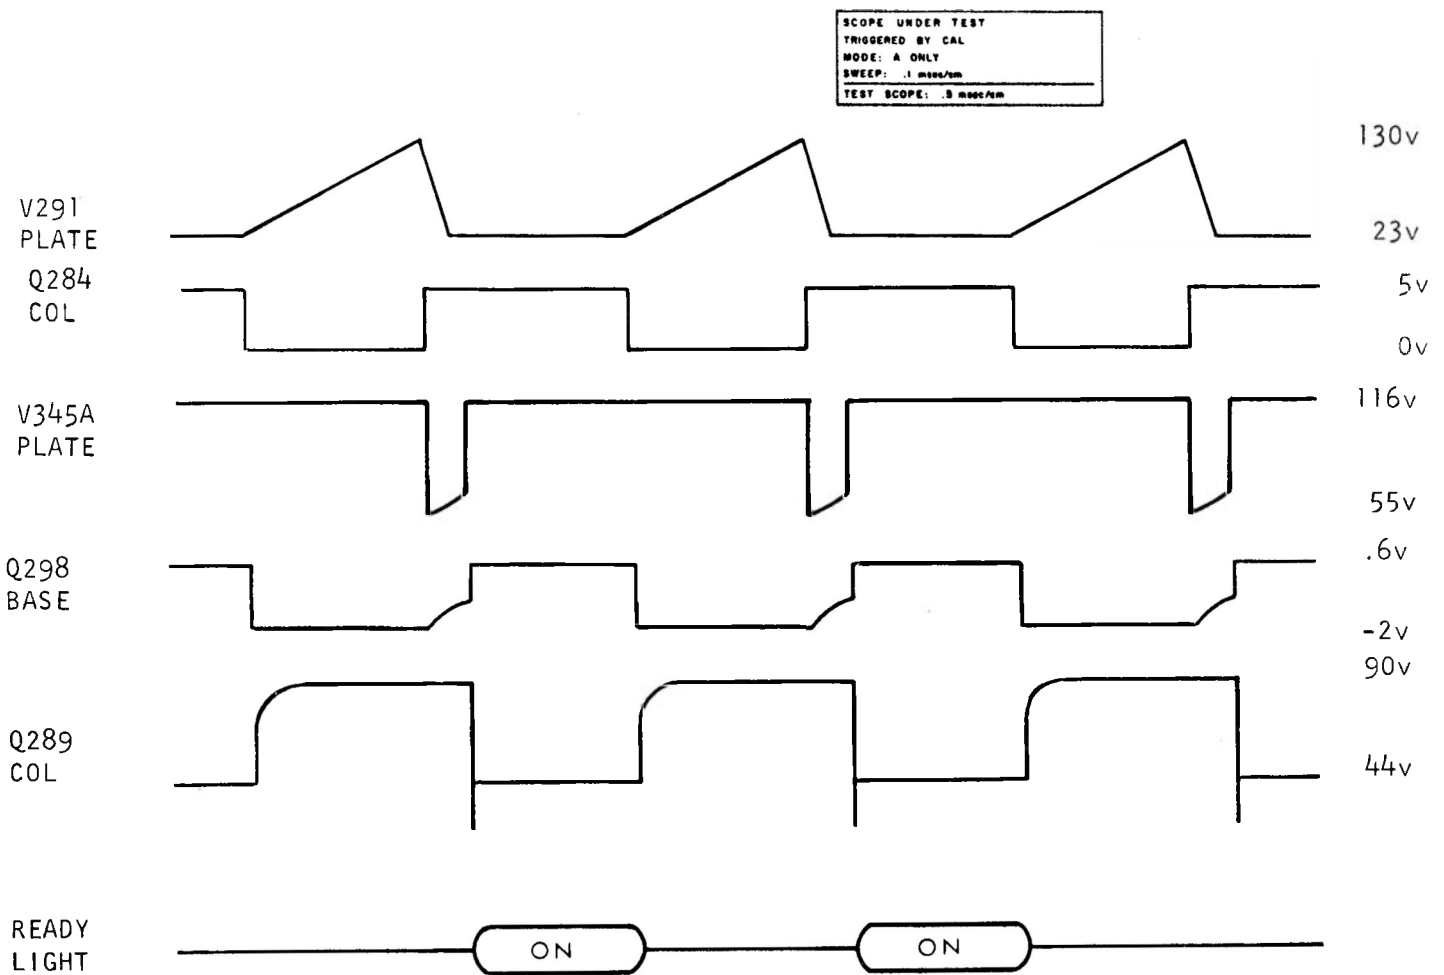 SCOPE UNDER TEST
TRIGGERED BY CAL
MODE: A ONLY
SWEEP: .1 msec/cm
TEST SCOPE: .5 msec/cm
V291
PLATE
130v
23v
Q284
COL
5v
0v
V345A
PLATE
116v
55v
Q298
BASE
.6v
-2v
Q289
COL
90v
44v
READY
LIGHT
ON
ON